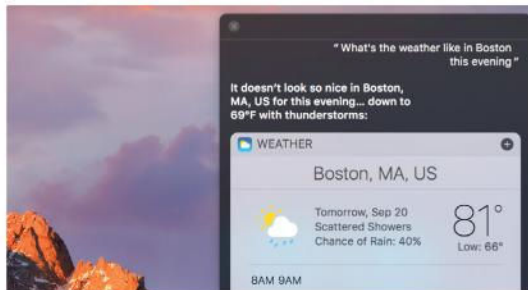 “ What's the weather like in Boston
this evening ”
It doesn't look so nice in Boston,
MA, US for this evening... down to
69°F with thunderstorms:
WEATHER
Boston, MA, US
Tomorrow, Sep 20
Scattered Showers
Chance of Rain: 40%
81°
Low: 66°
8AM 9AM